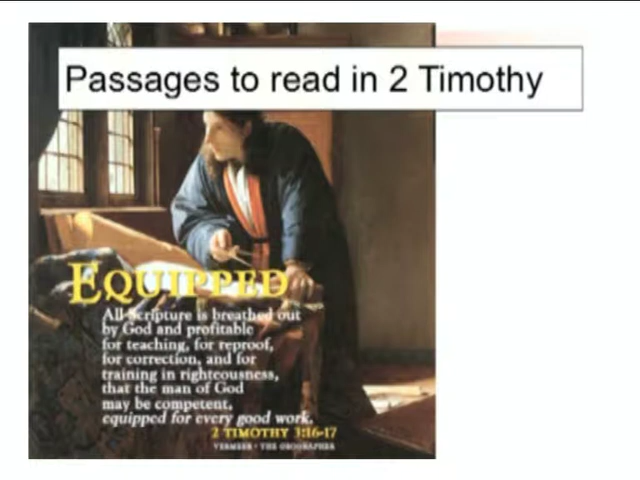 Passages to read in 2 Timothy
EQUIPPED
All Scripture is breathed out
by God and profitable
for teaching, for reproof,
for correction, and for
training in righteousness,
that the man of God
may be competent,
equipped for every good work.
2 TIMOTHY 3:16-17
VERMEER · THE GEOGRAPHER